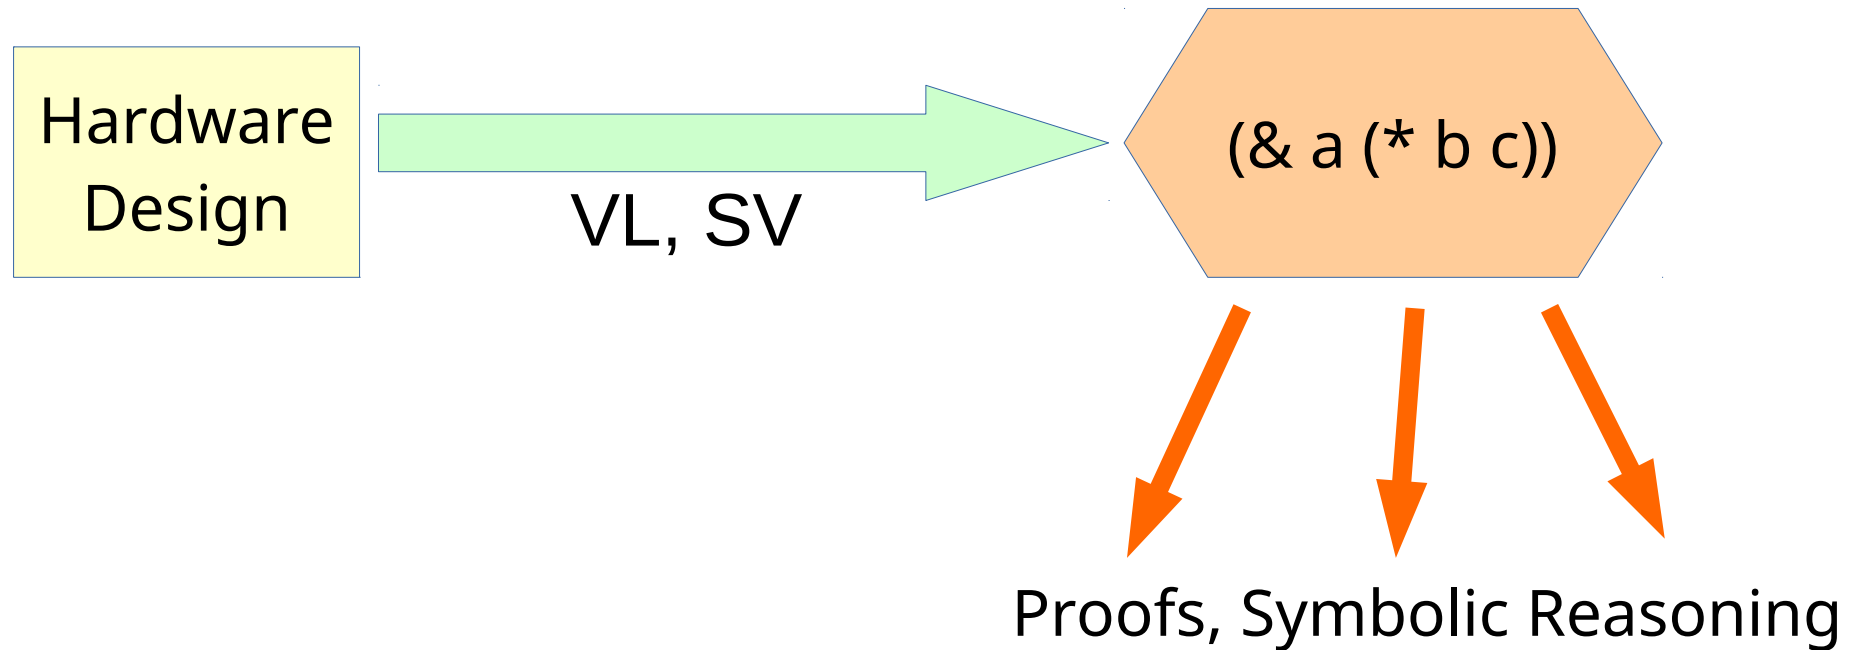 Hardware
Design
VL, SV
(& a (* b c))
Proofs, Symbolic Reasoning